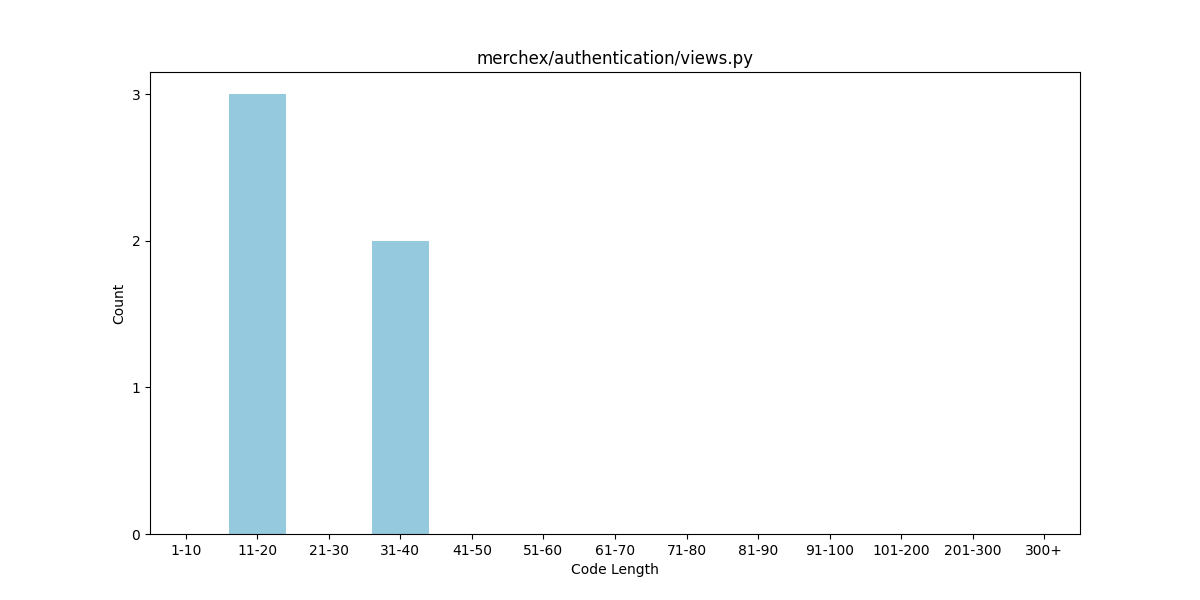 merchex/authentication/views.py
Count
3
2
1
0
1-10 11-20 21-30 31-40 41-50 51-60 61-70 71-80 81-90 91-100 101-200 201-300 300+
Code Length